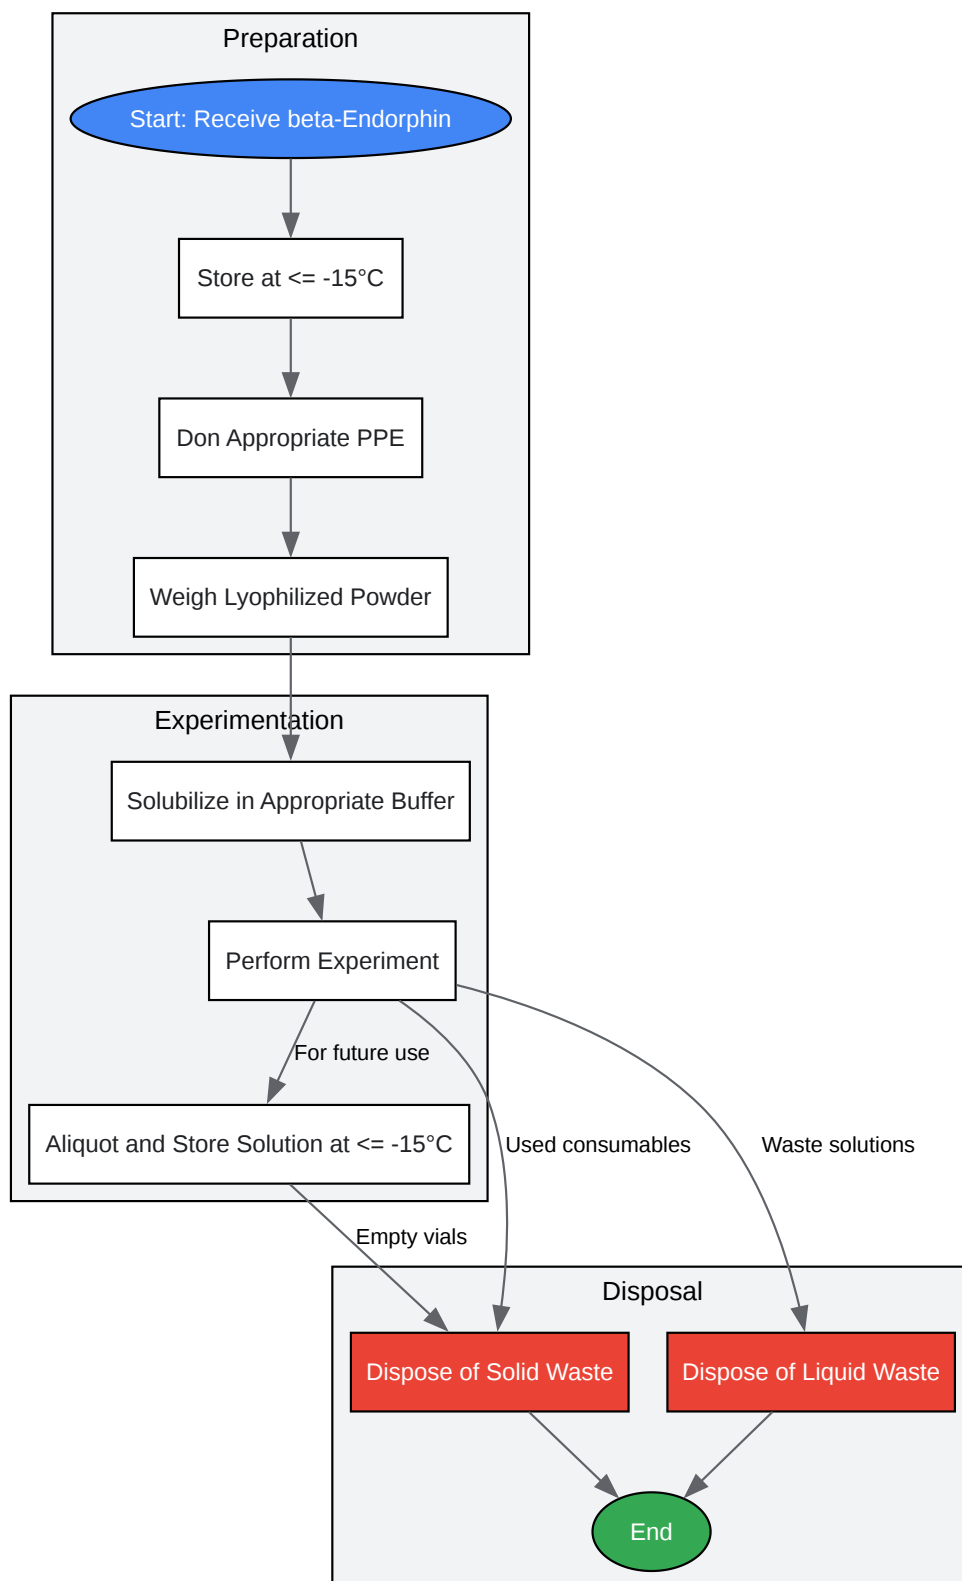 Preparation
Start: Receive beta-Endorphin
Store at <= -15°C
Don Appropriate PPE
Weigh Lyophilized Powder
Experimentation
Solubilize in Appropriate Buffer
Perform Experiment
For future use
Aliquot and Store Solution at <= -15°C
Used consumables
Waste solutions
Empty vials
Disposal
Dispose of Solid Waste
Dispose of Liquid Waste
End